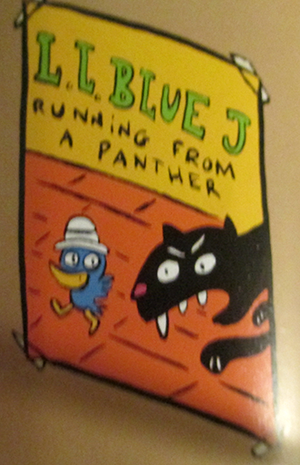 L.L. BLUE J
RUNNING FROM
A PANTHER